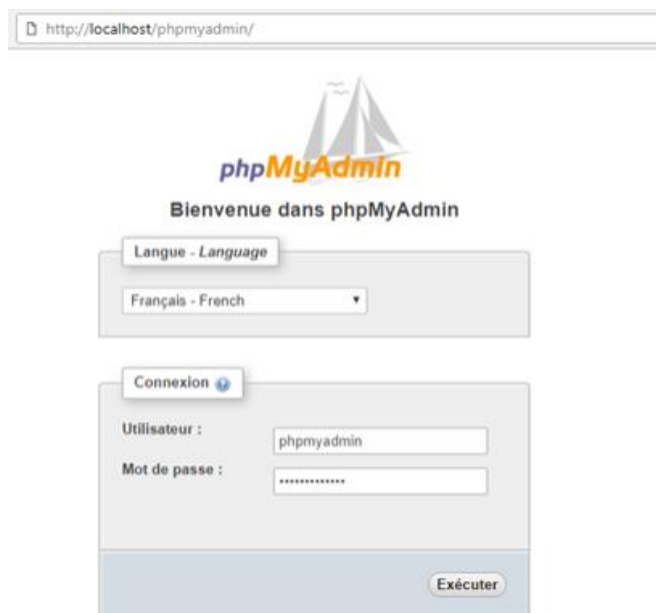 http://localhost/phpmyadmin/
phpMyAdmin
Bienvenue dans phpMyAdmin
Langue - Language
Français - French
Connexion
Utilisateur :
phpmyadmin
Mot de passe :
•••••••••••••
Exécuter